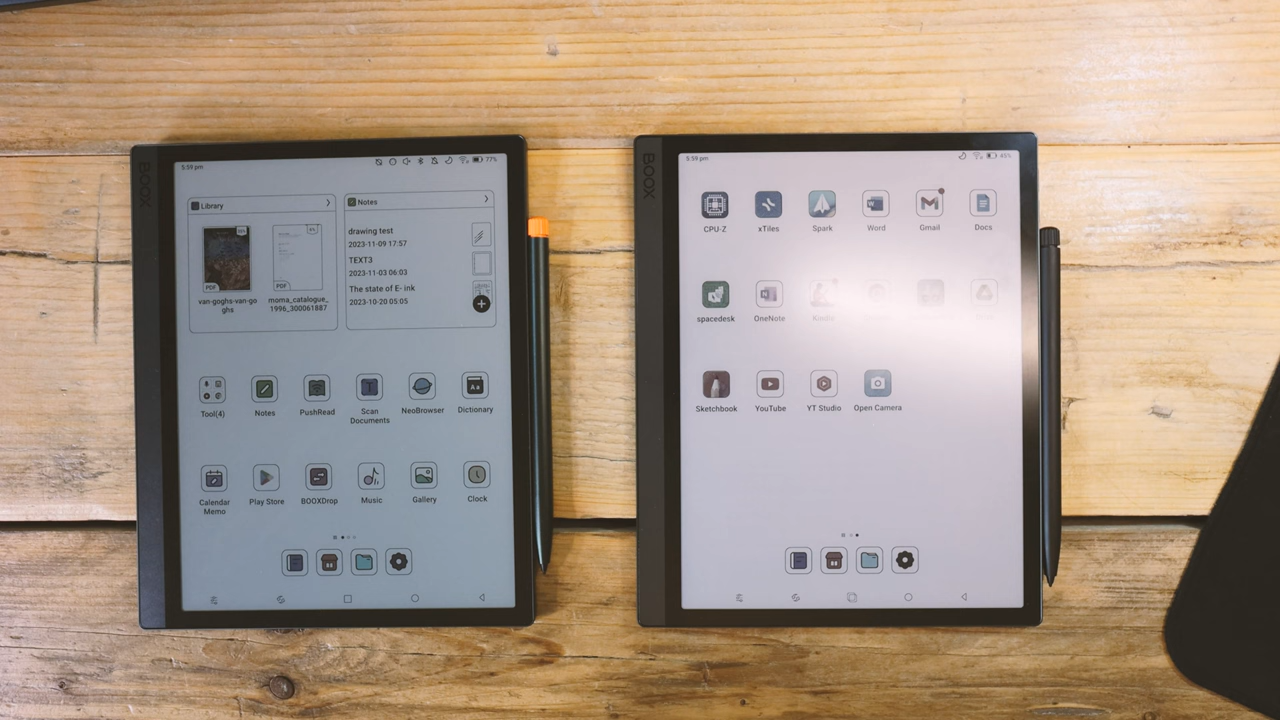 BOOX
5:59 pm
77%
Library
Notes
PDF
van-goghs-van-go
ghs
PDF
moma_catalogue_
1996_300061887
drawing test
2023-11-09 17:57
TEXT3
2023-11-03 06:03
The state of E- ink
2023-10-20 05:05
Tool(4)
Notes
PushRead
Scan
Documents
NeoBrowser
Dictionary
Calendar
Memo
Play Store
BOOXDrop
Music
Gallery
Clock
BOOX
5:59 pm
45%
CPU-Z
xTiles
Spark
Word
Gmail
Docs
spacedesk
OneNote
Kindle
Sketchbook
YouTube
YT Studio
Open Camera